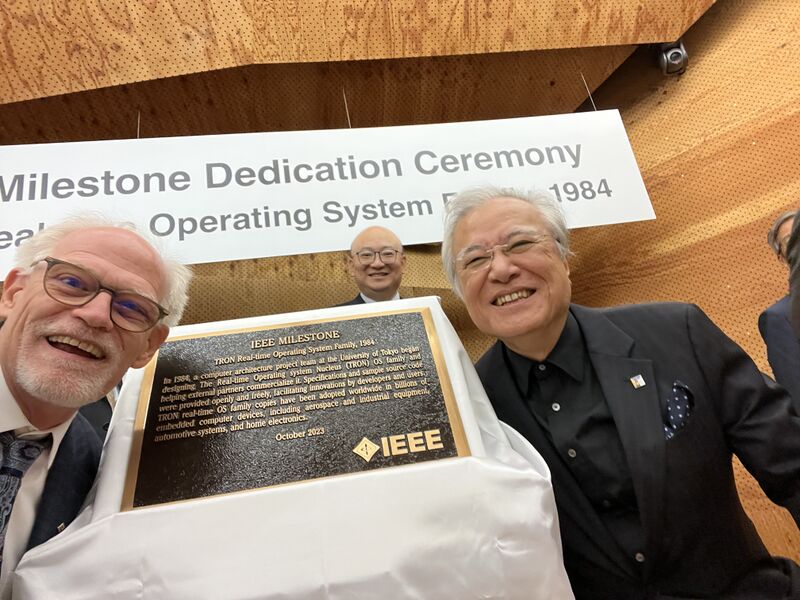 Milestone Dedication Ceremony
Operating System 1984
IEEE MILESTONE
TRON Real-time Operating System Family, 1984
In 1984, a computer architecture project team at the University of Tokyo began
designing The Real-time Operating system Nucleus (TRON) OS family and
helping external partners commercialize it. Specifications and sample source code
were provided openly and freely, facilitating innovations by developers and users.
TRON real-time OS family copies have been adopted worldwide in billions of
embedded computer devices, including aerospace and industrial equipment,
automotive systems, and home electronics.
October 2023
IEEE